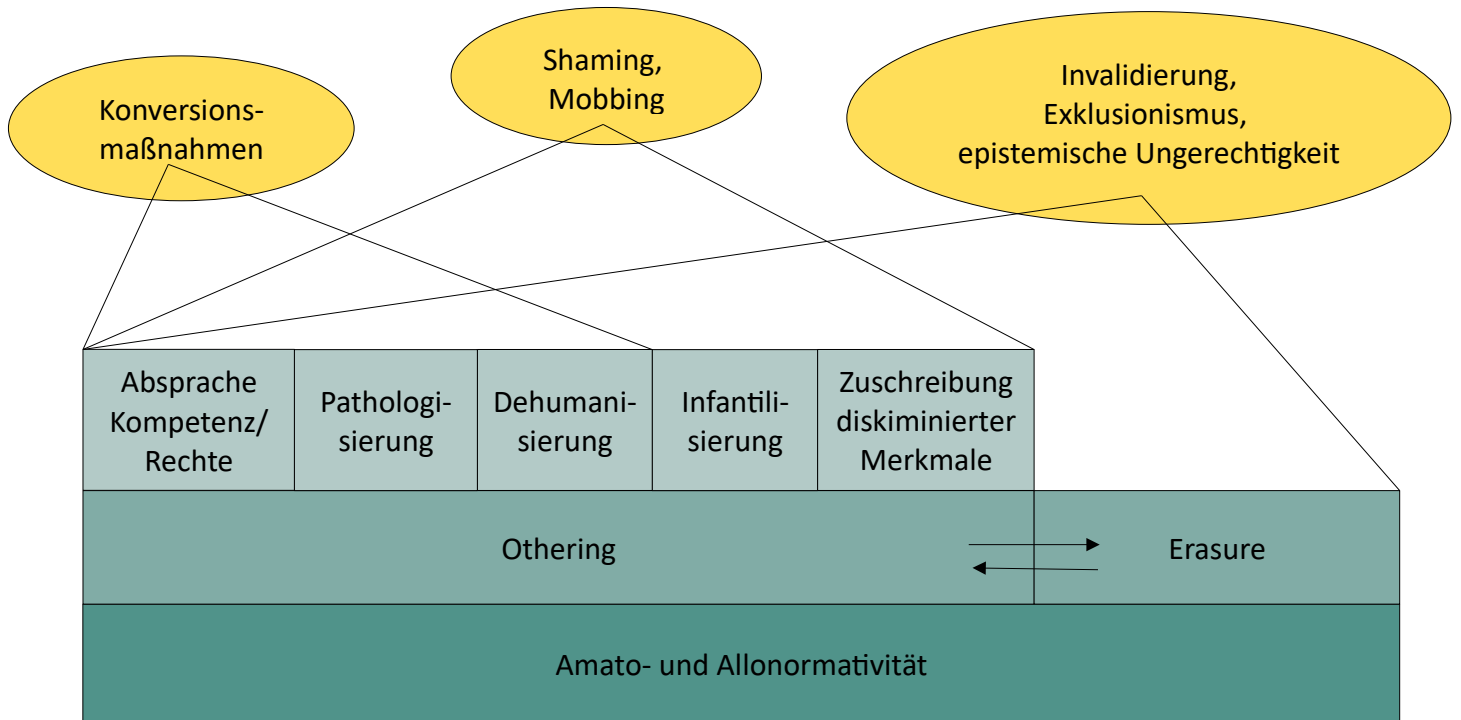 Konversions-
maßnahmen
Shaming,
Mobbing
Invalidierung,
Exklusionismus,
epistemische Ungerechtigkeit
Absprache
Kompetenz/
Rechte
Pathologi-
sierung
Dehumani-
sierung
Infantili-
sierung
Zuschreibung
diskiminierter
Merkmale
Othering
Erasure
Amato- und Allonormativität